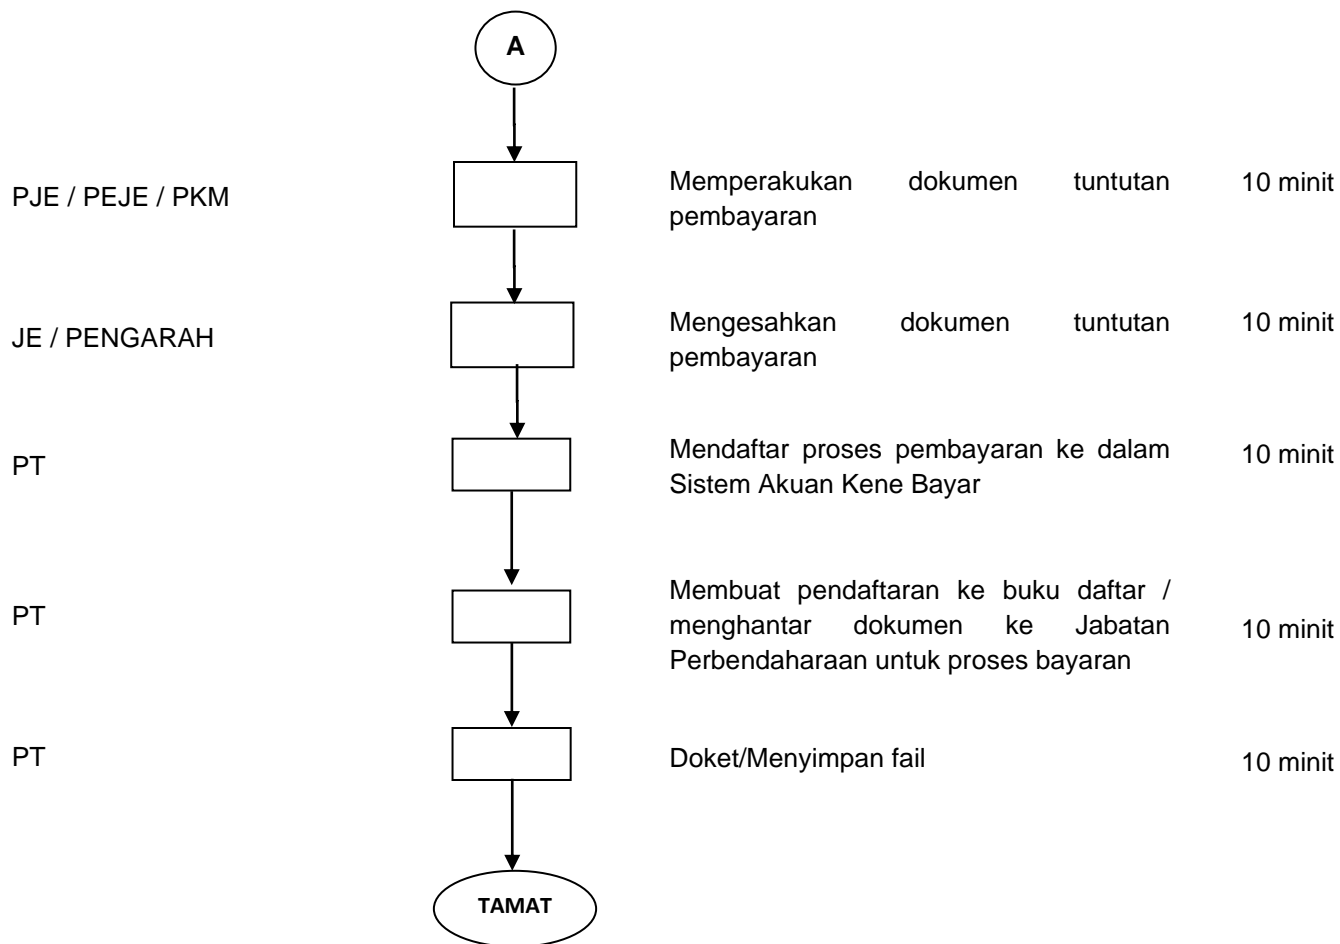 A
PJE / PEJE / PKM
Memperakukan dokumen tuntutan
pembayaran
10 minit
JE / PENGARAH
Mengesahkan dokumen tuntutan
pembayaran
10 minit
PT
Mendaftar proses pembayaran ke dalam
Sistem Akuan Kene Bayar
10 minit
PT
Membuat pendaftaran ke buku daftar /
menghantar dokumen ke Jabatan
Perbendaharaan untuk proses bayaran
10 minit
PT
Doket/Menyimpan fail
10 minit
TAMAT